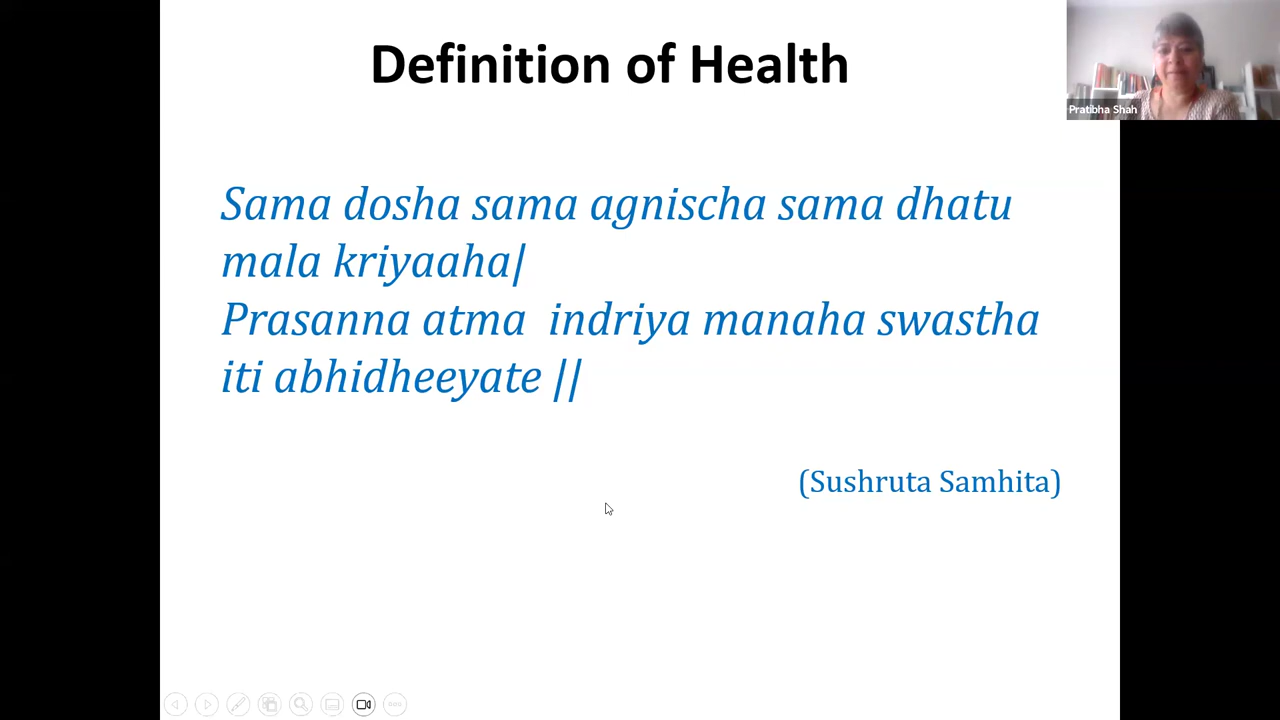 Definition of Health
Pratibha Shah
Sama dosha sama agnischa sama dhatu
mala kriyaaha|
Prasanna atma  indriya manaha swastha
iti abhidheeyate ||
(Sushruta Samhita)